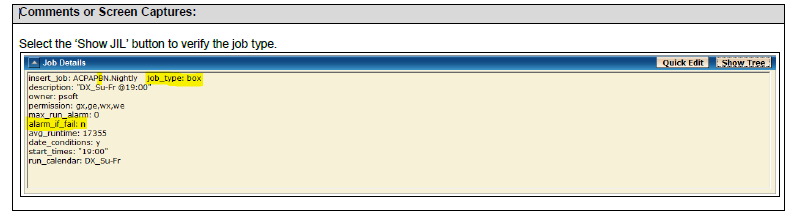 Comments or Screen Captures:
Select the ‘Show JIL’ button to verify the job type.
Job Details Quick Edit Show Tree
insert_job: ACPAPBN.Nightly job_type: box
description: "DX_Su-Fr @19:00"
owner: psoft
permission: gx,ge,wx,we
max_run_alarm: 0
alarm_if_fail: n
avg_runtime: 17355
date_conditions: y
start_times: "19:00"
run_calendar: DX_Su-Fr